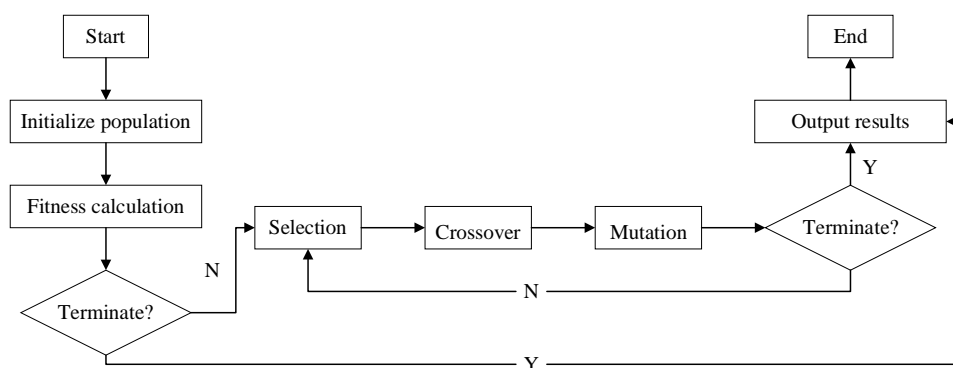 Start
Initialize population
Fitness calculation
Terminate?
N
Selection
Crossover
Mutation
Terminate?
N
Y
Y
Output results
End